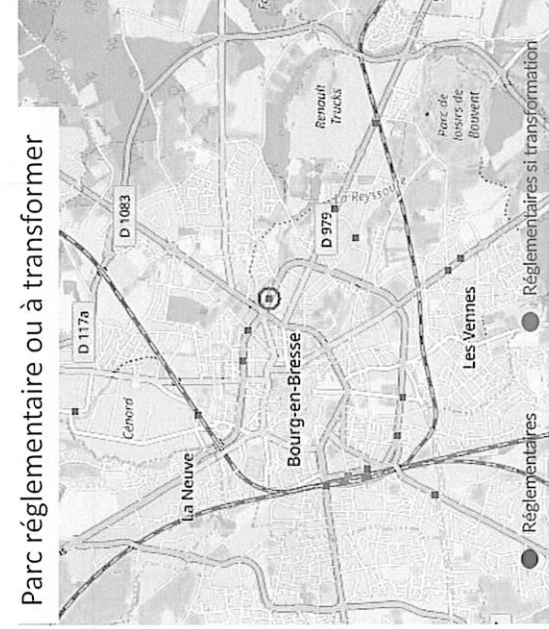 Parc réglementaire ou à transformer
D 117a
D 1083
Cénord
Renault
Trucks
La Neuve
D 979
La Reyssouze
Parc de
loisirs de
Bouvent
Bourg-en-Bresse
Les Vennes
Réglementaires
Réglementaires si transformation